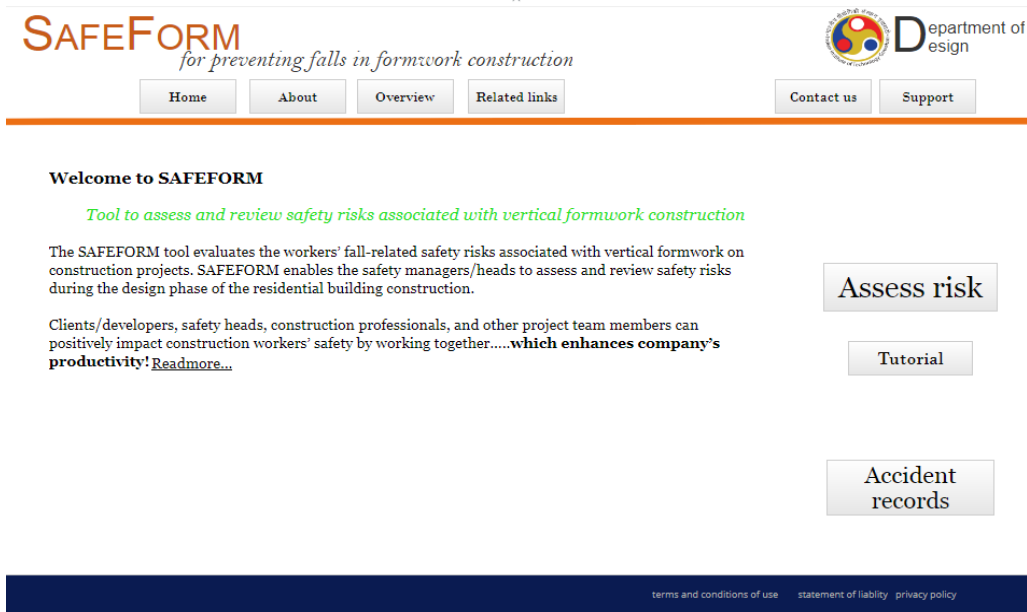 SAFEFORM
for preventing falls in formwork construction
Department of
Design
Home About Overview Related links Contact us Support
Welcome to SAFEFORM
Tool to assess and review safety risks associated with vertical formwork construction
The SAFEFORM tool evaluates the workers' fall-related safety risks associated with vertical formwork on
construction projects. SAFEFORM enables the safety managers/heads to assess and review safety risks
during the design phase of the residential building construction.
Clients/developers, safety heads, construction professionals, and other project team members can
positively impact construction workers' safety by working together.....which enhances company's
productivity! Readmore...
Assess risk
Tutorial
Accident
records
terms and conditions of use statement of liablity privacy policy